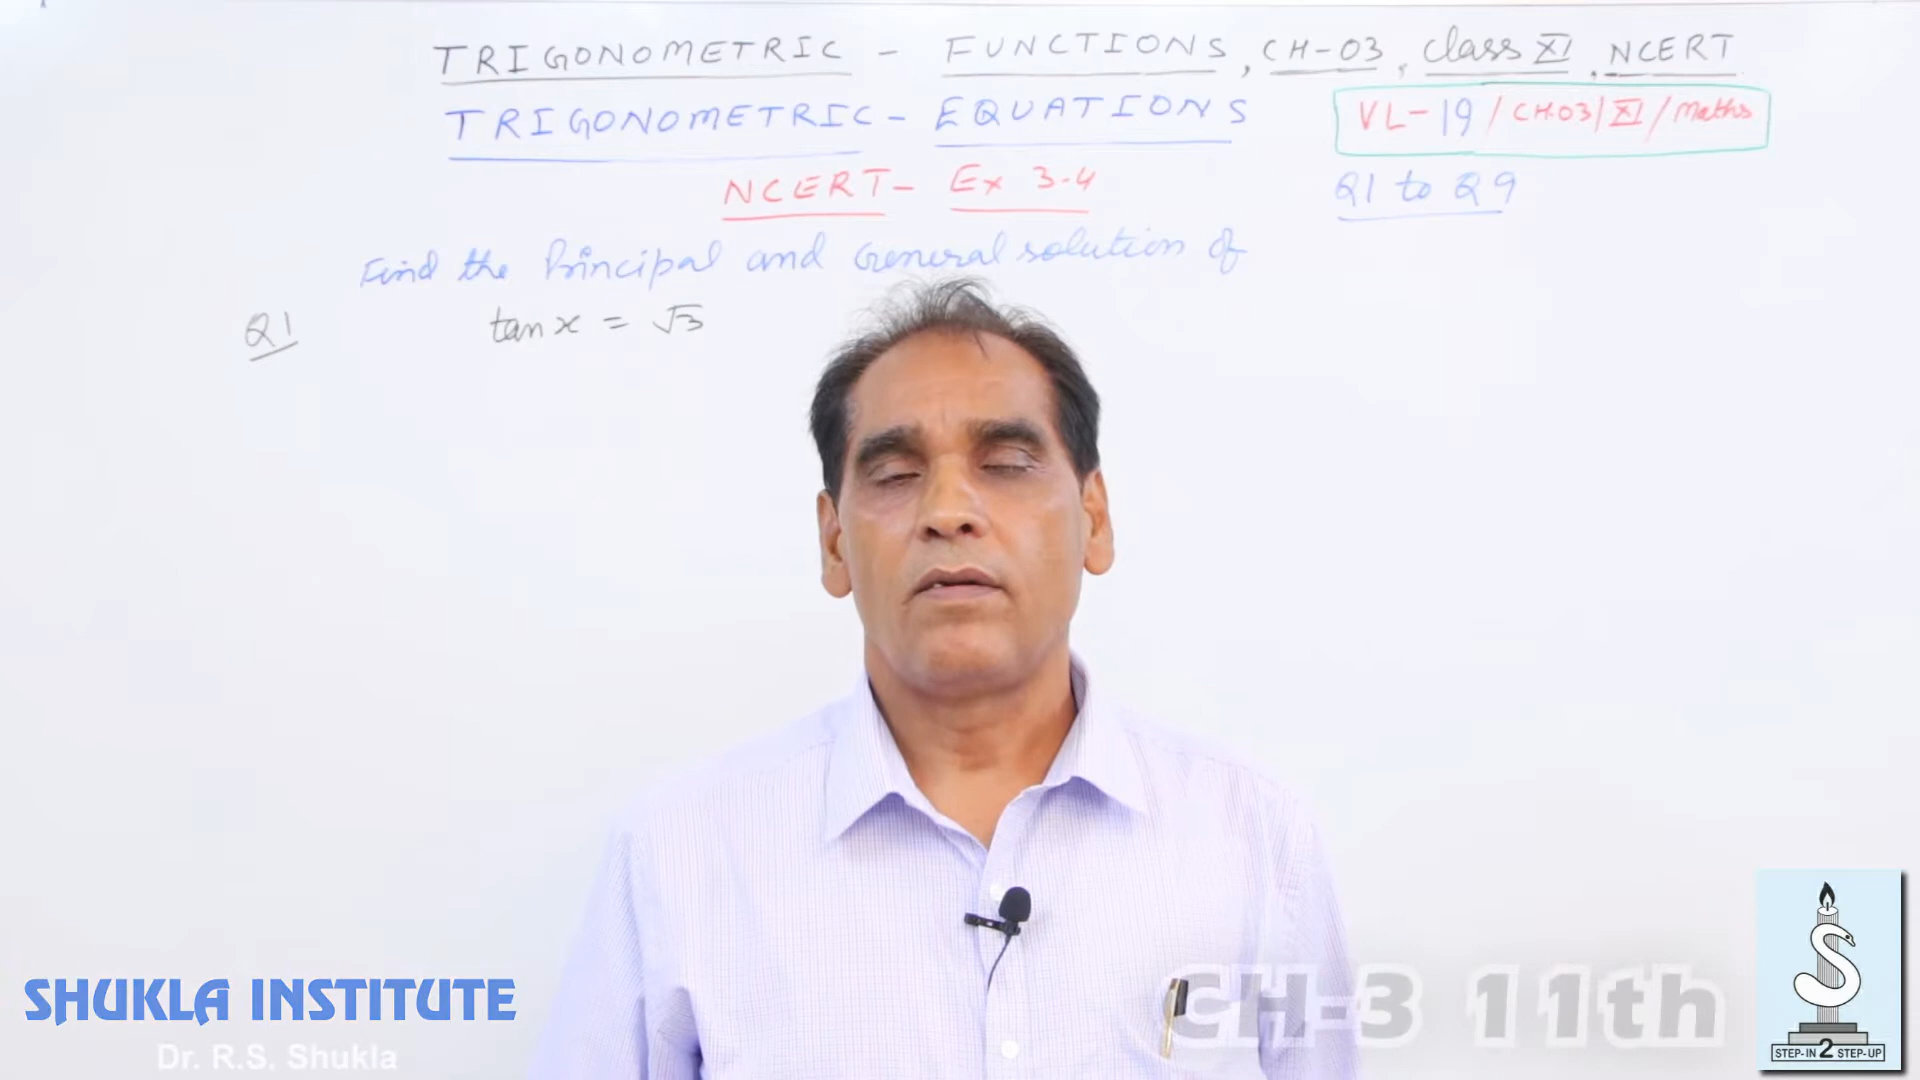 TRIGONOMETRIC - FUNCTIONS, CH-03, Class XI, NCERT
TRIGONOMETRIC - EQUATIONS
VL-19/CH.03/XI/Maths
NCERT- Ex 3.4
Q1 to Q9
Find the Principal and General solution of
Q1 tan x = √3
SHUKLA INSTITUTE
Dr. R.S. Shukla
CH-3 11th
STEP-IN 2 STEP-UP